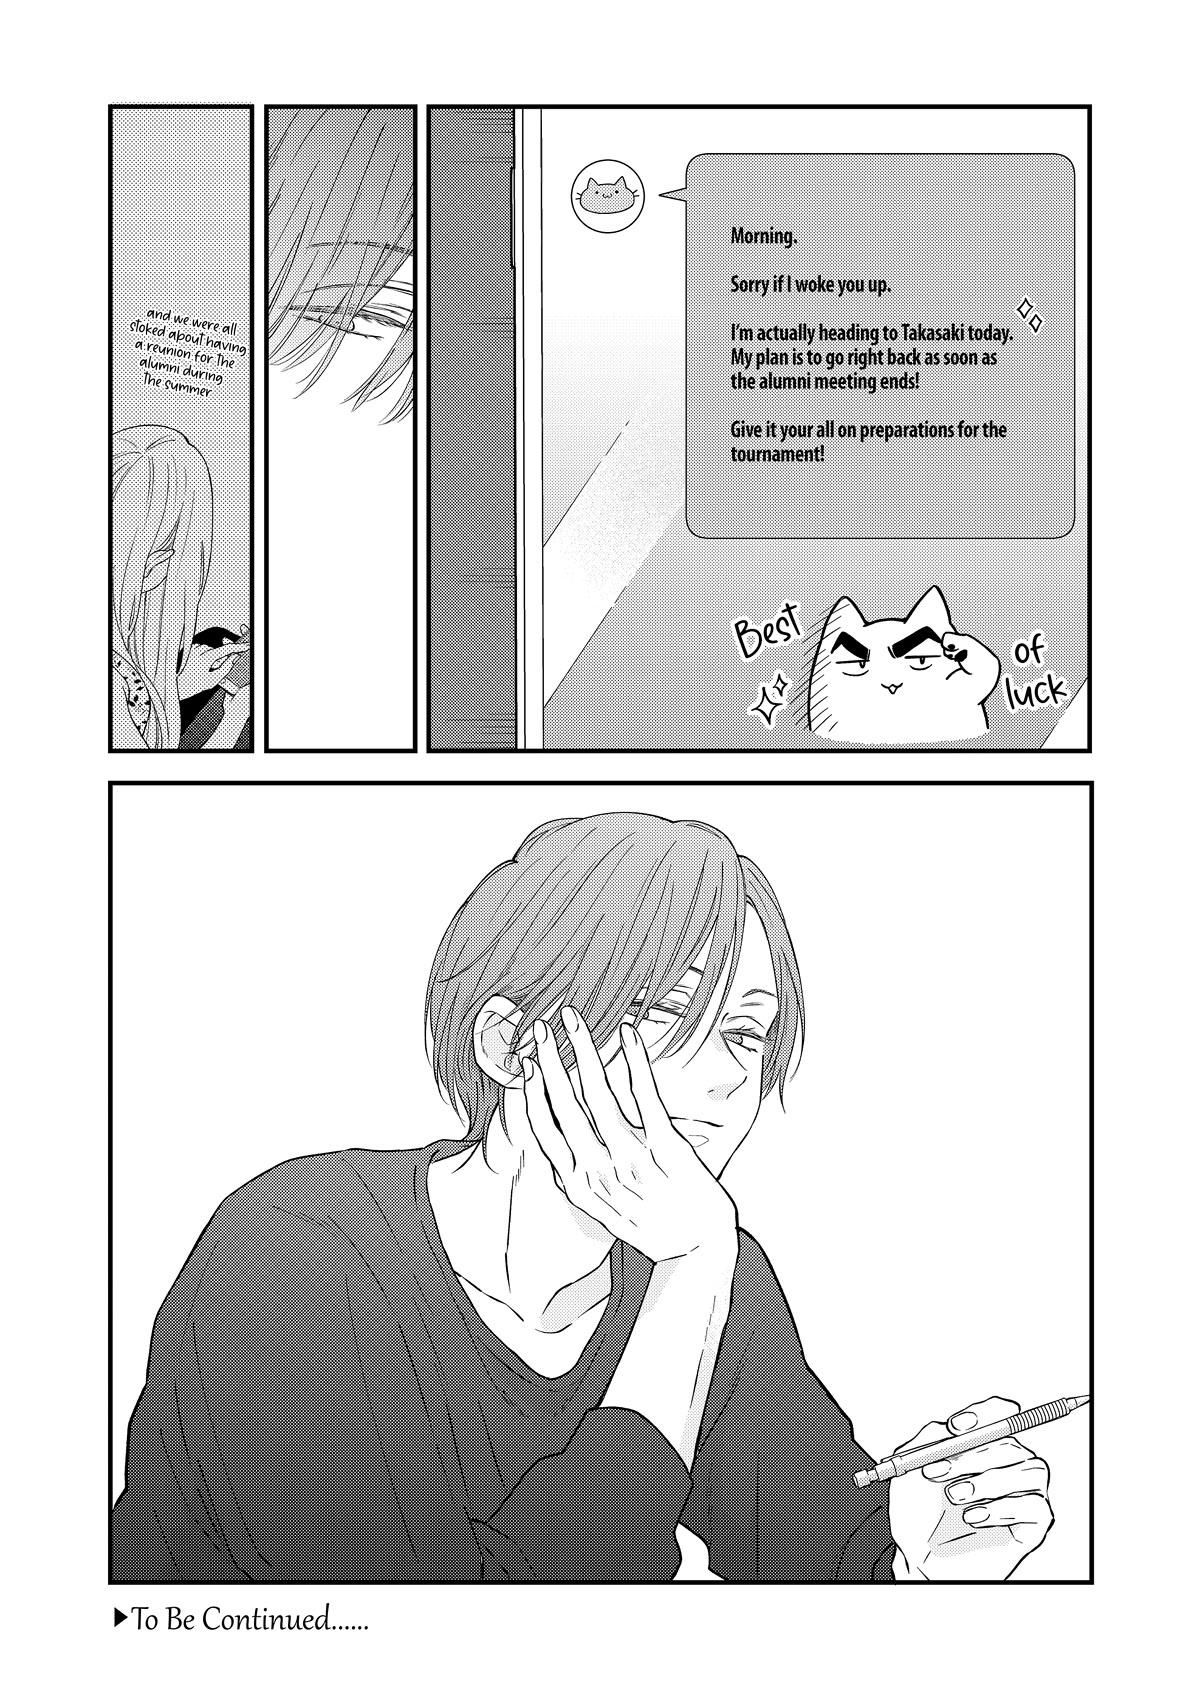 Morning.
Sorry if I woke you up.
I'm actually heading to Takasaki today.
My plan is to go right back as soon as
the alumni meeting ends!
Give it your all on preparations for the
tournament!
Best
of
luck
and we were all
stoked about having
a reunion for the
alumni during
the summer
To Be Continued......